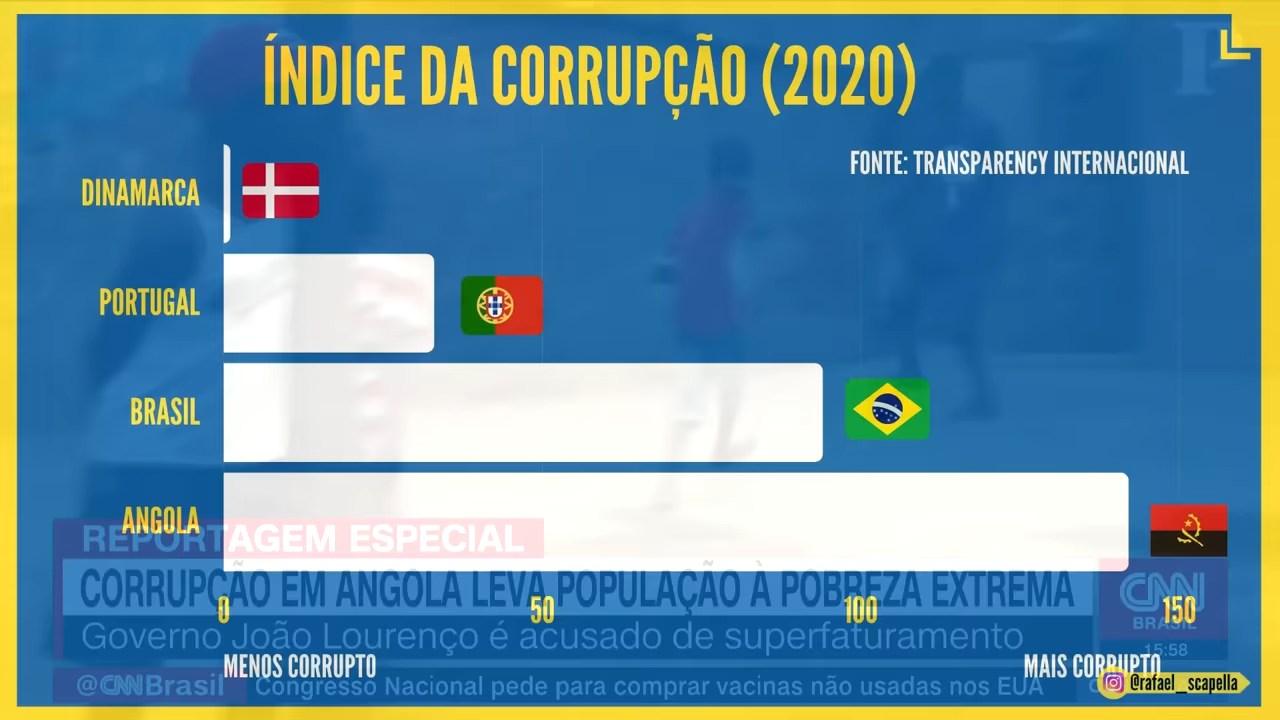 ÍNDICE DA CORRUPÇÃO (2020)
FONTE: TRANSPARENCY INTERNACIONAL
DINAMARCA
PORTUGAL
BRASIL
ANGOLA
REPORTAGEM ESPECIAL
CORRUPÇÃO EM ANGOLA LEVA POPULAÇÃO À POBREZA EXTREMA
CNN
BRASIL
0 50 100 150
Governo João Lourenço é acusado de superfaturamento
15:58
MENOS CORRUPTO MAIS CORRUPTO
@CNNBrasil Congresso Nacional pede para comprar vacinas não usadas nos EUA
@rafael_scapella